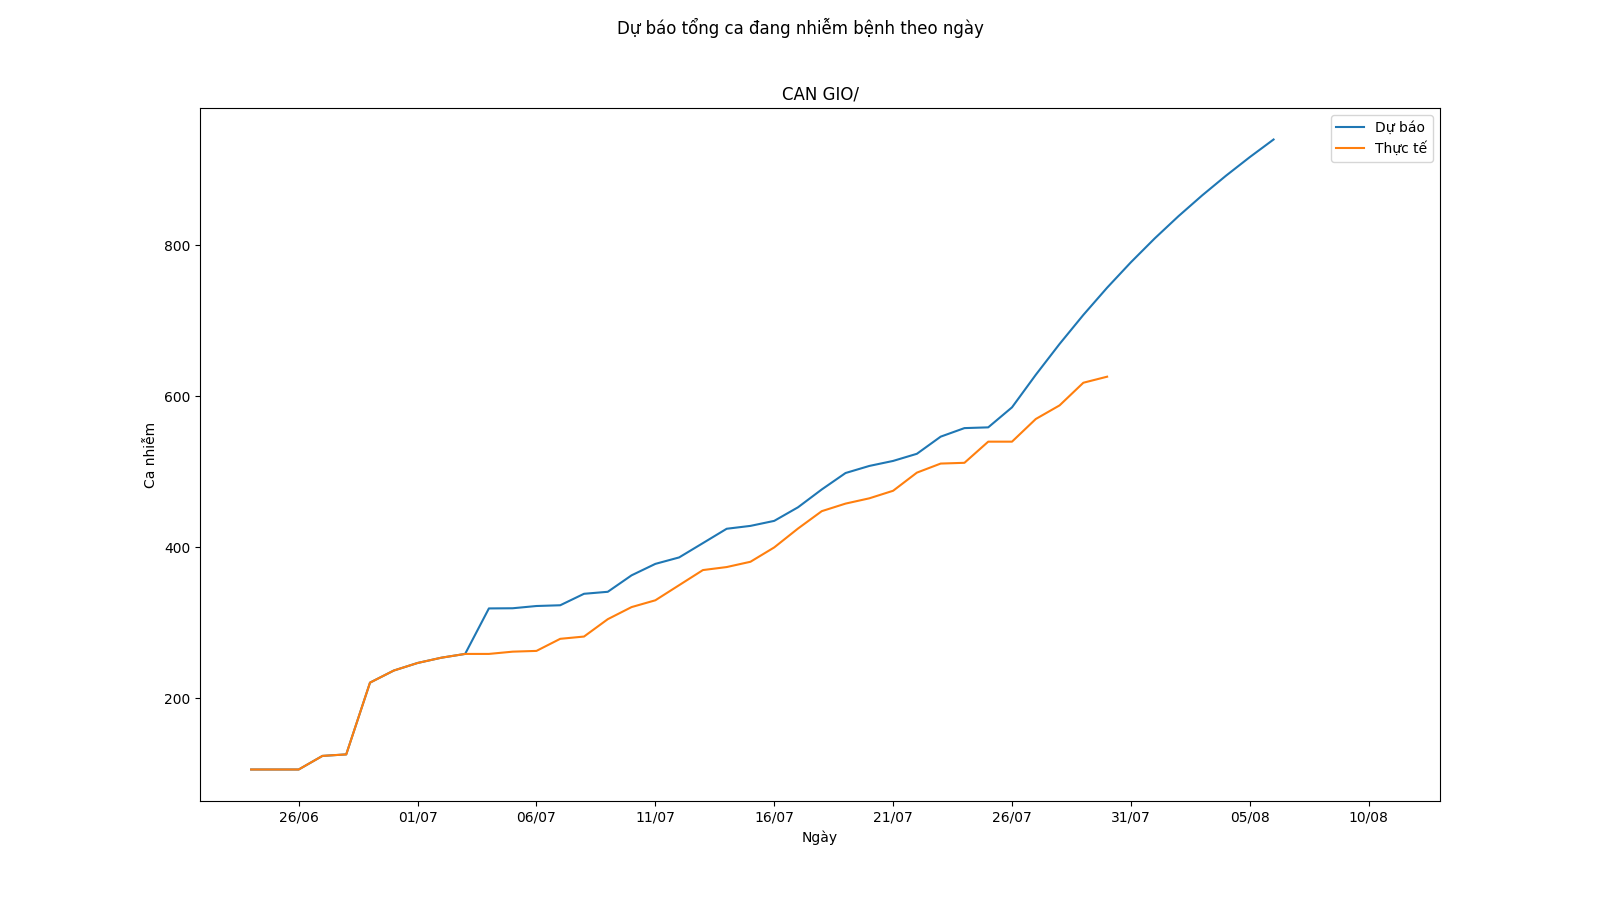 Dự báo tổng ca đang nhiễm bệnh theo ngày
CAN GIO/
Dự báo
Thực tế
800
600
400
200
Ca nhiễm
26/06 01/07 06/07 11/07 16/07 21/07 26/07 31/07 05/08 10/08
Ngày